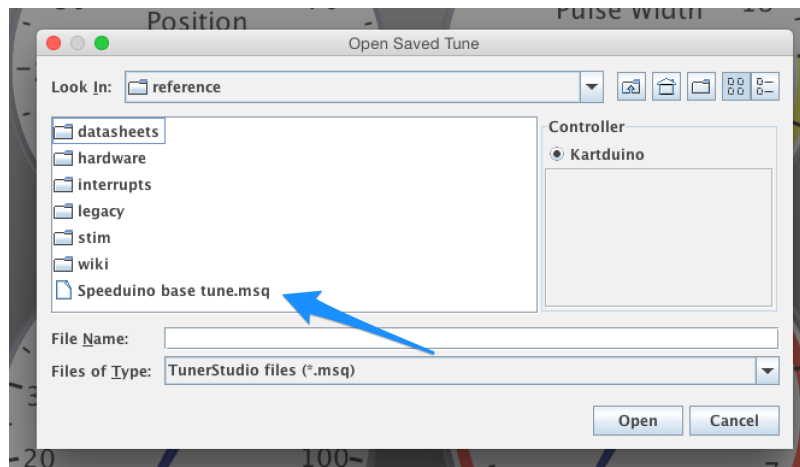 Position
Pulse Width
Open Saved Tune
Look In: reference
datasheets
hardware
interrupts
legacy
stim
wiki
Speeduino base tune.msq
Controller
Kartduino
File Name:
Files of Type: TunerStudio files (*.msq)
Open Cancel
-20
100-